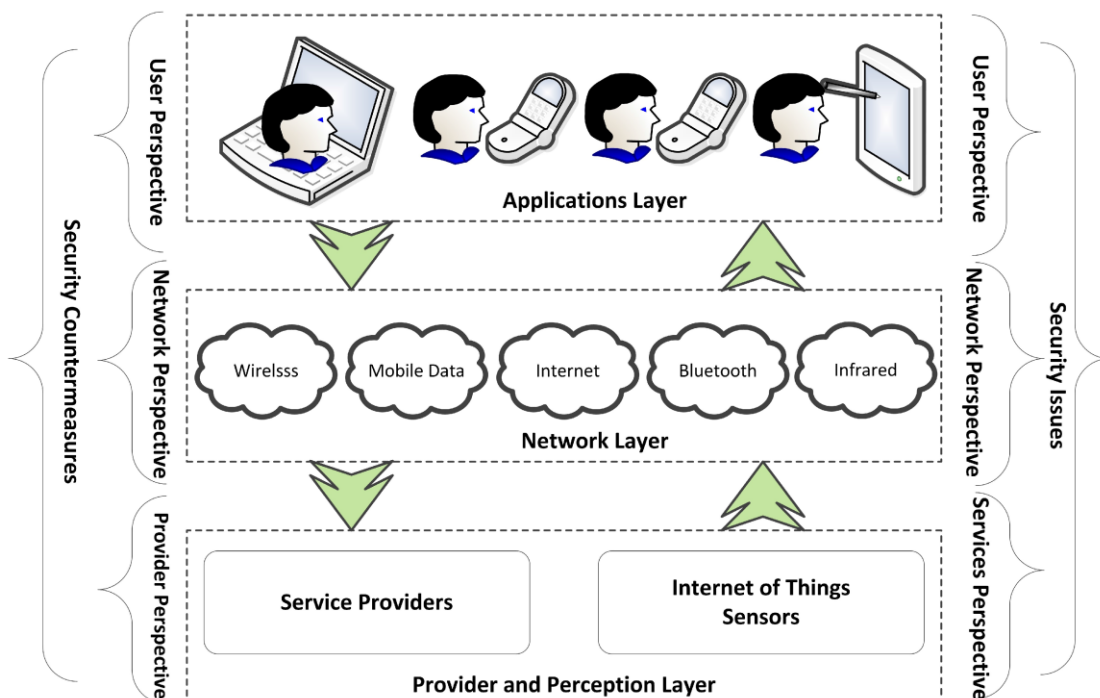 Security Countermeasures
User Perspective
Applications Layer
User Perspective
Security Issues
Network Perspective
Wirelsss
Mobile Data
Internet
Bluetooth
Infrared
Network Layer
Network Perspective
Provider Perspective
Service Providers
Internet of Things
Sensors
Provider and Perception Layer
Services Perspective